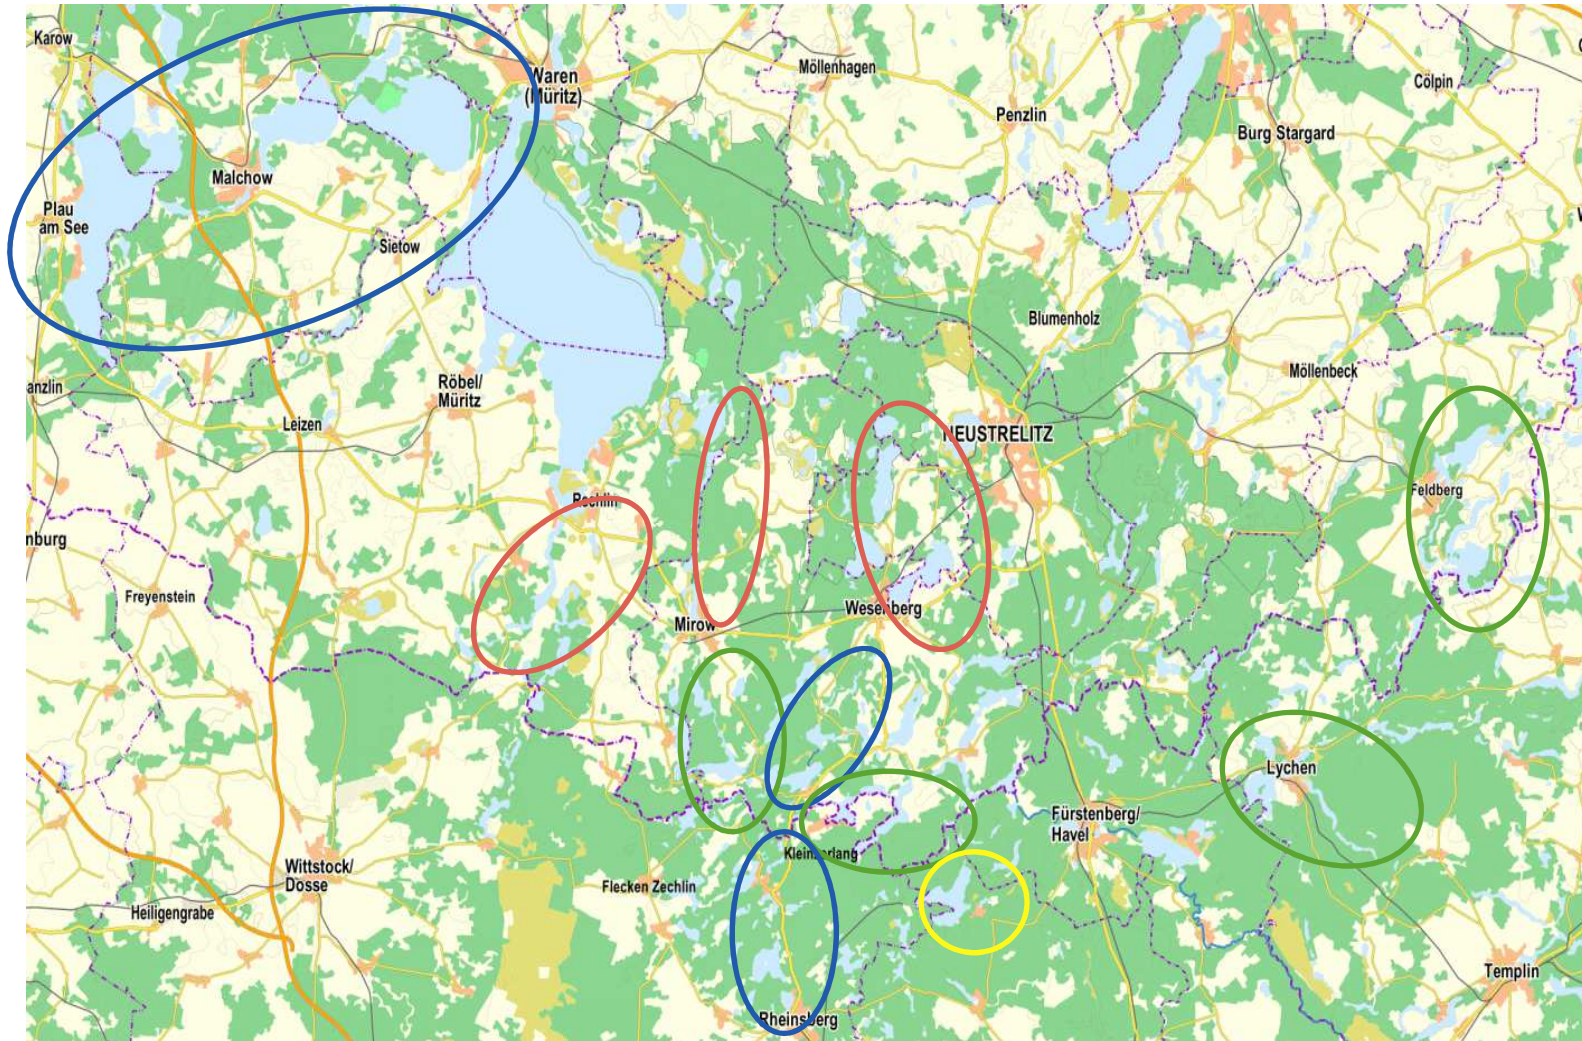 Karow
Waren
(Müritz)
Möllenhagen
Cölpin
Penzlin
Burg Stargard
Malchow
Plau
am See
Sietow
Blumenholz
Möllenbeck
Röbel/
Müritz
anzlin
Leizen
NEUSTRELITZ
Feldberg
Rechlin
nburg
Freyenstein
Wesenberg
Mirow
Lychen
Fürstenberg/
Havel
Kleinzerlang
Wittstock/
Dosse
Flecken Zechlin
Heiligengrabe
Templin
Rheinsberg